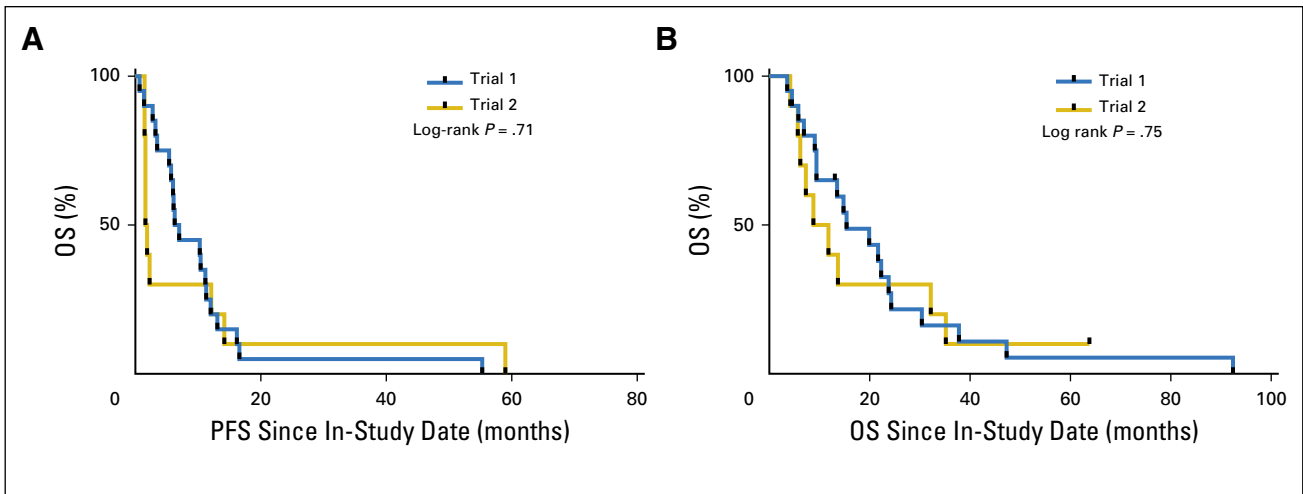 A
100
50
0
OS (%)
Trial 1
Trial 2
Log-rank P = .71
20
40
60
80
PFS Since In-Study Date (months)
B
100
50
0
OS (%)
Trial 1
Trial 2
Log rank P = .75
20
40
60
80
100
OS Since In-Study Date (months)